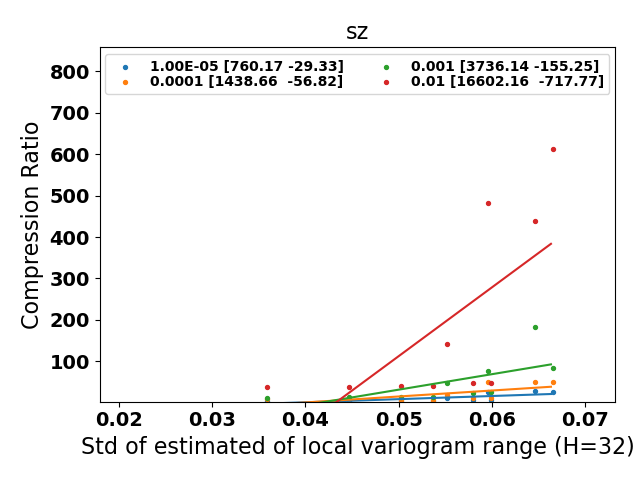 sz
1.00E-05 [760.17 -29.33]
0.0001 [1438.66  -56.82]
0.001 [3736.14 -155.25]
0.01 [16602.16  -717.77]
Compression Ratio
800
700
600
500
400
300
200
100
0.02 0.03 0.04 0.05 0.06 0.07
Std of estimated of local variogram range (H=32)